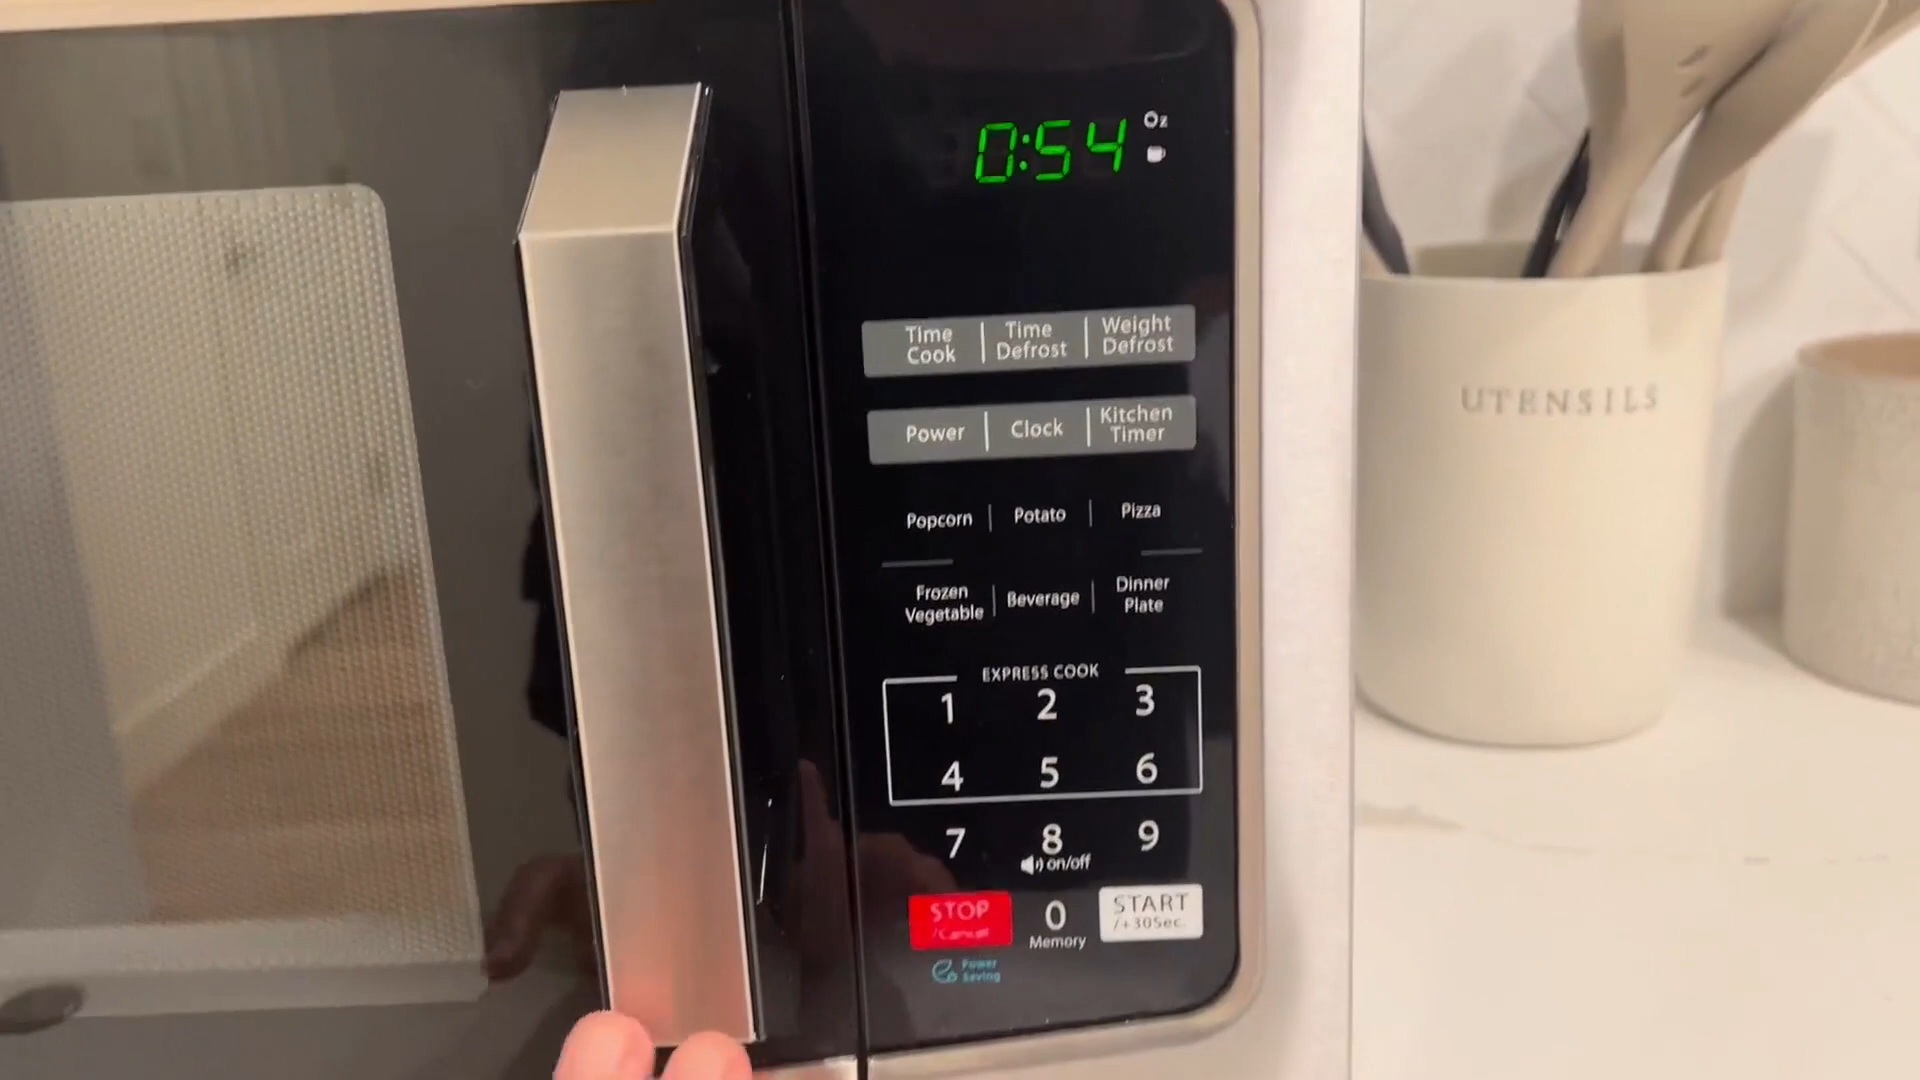 0:54
Oz
Time Cook
Time Defrost
Weight Defrost
Power
Clock
Kitchen Timer
Popcorn
Potato
Pizza
Frozen Vegetable
Beverage
Dinner Plate
EXPRESS COOK
1 2 3
4 5 6
7 8 9
on/off
STOP /Cancel
0
Memory
START /+30Sec.
Power Saving
UTENSILS